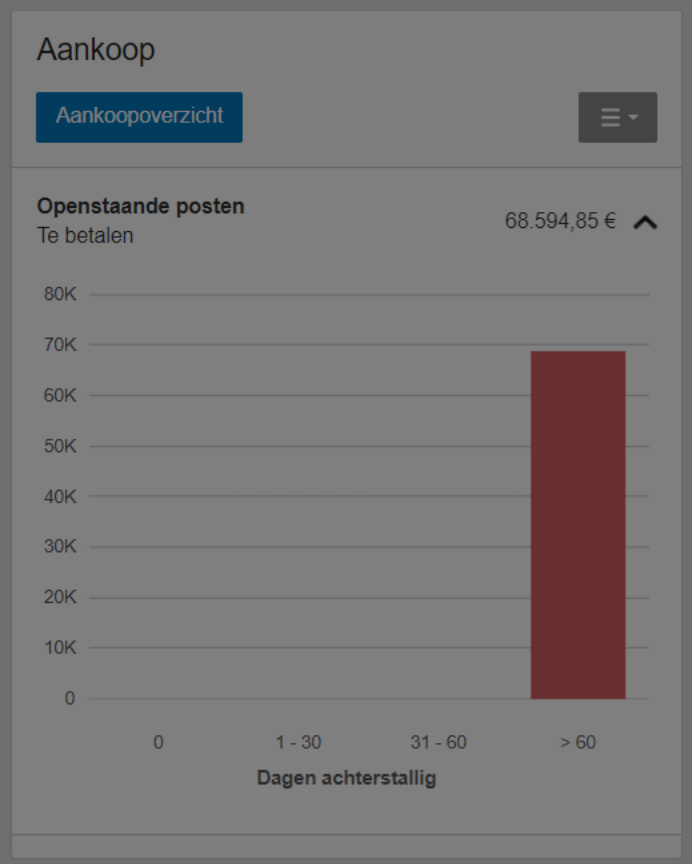 Aankoop
Aankoopoverzicht
Openstaande posten
Te betalen
68.594,85 €
80K
70K
60K
50K
40K
30K
20K
10K
0
0 1 - 30 31 - 60 > 60
Dagen achterstallig